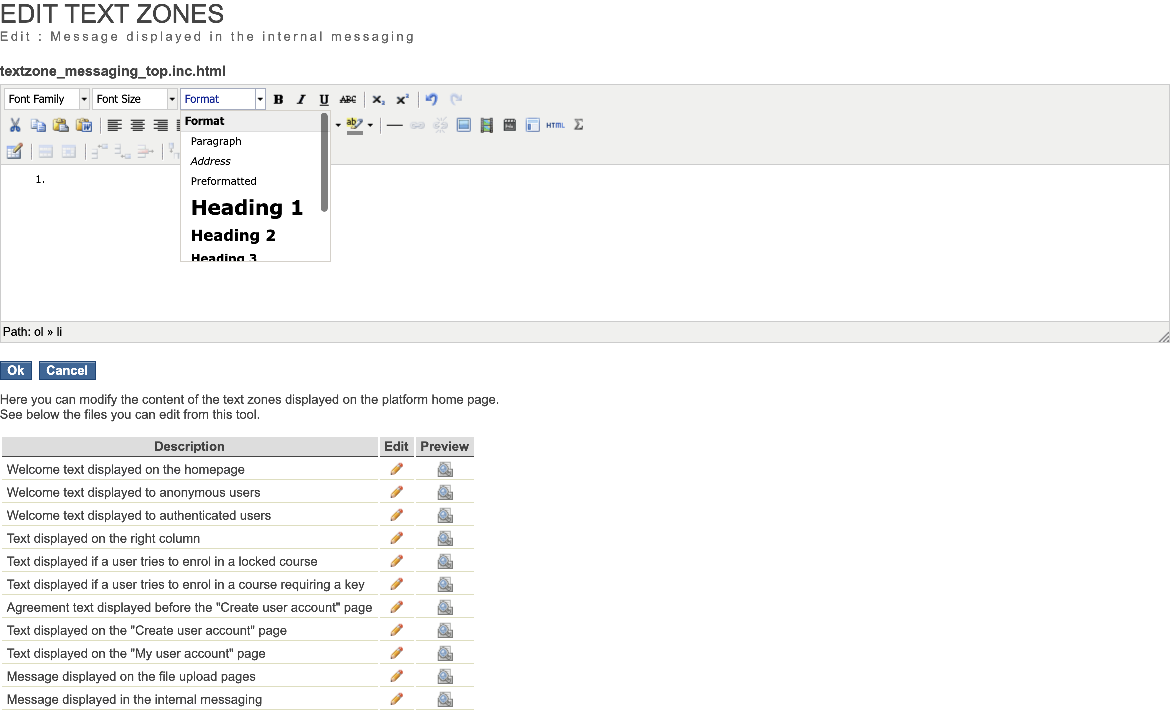 EDIT TEXT ZONES
Edit : Message displayed in the internal messaging
textzone_messaging_top.inc.html
Font Family Font Size Format B I U ABC x₂ x²
ab HTML Σ
Format
Paragraph
Address
Preformatted
Heading 1
Heading 2
Heading 3
1.
Path: ol » li
Ok Cancel
Here you can modify the content of the text zones displayed on the platform home page.
See below the files you can edit from this tool.
Description Edit Preview
Welcome text displayed on the homepage
Welcome text displayed to anonymous users
Welcome text displayed to authenticated users
Text displayed on the right column
Text displayed if a user tries to enrol in a locked course
Text displayed if a user tries to enrol in a course requiring a key
Agreement text displayed before the "Create user account" page
Text displayed on the "Create user account" page
Text displayed on the "My user account" page
Message displayed on the file upload pages
Message displayed in the internal messaging